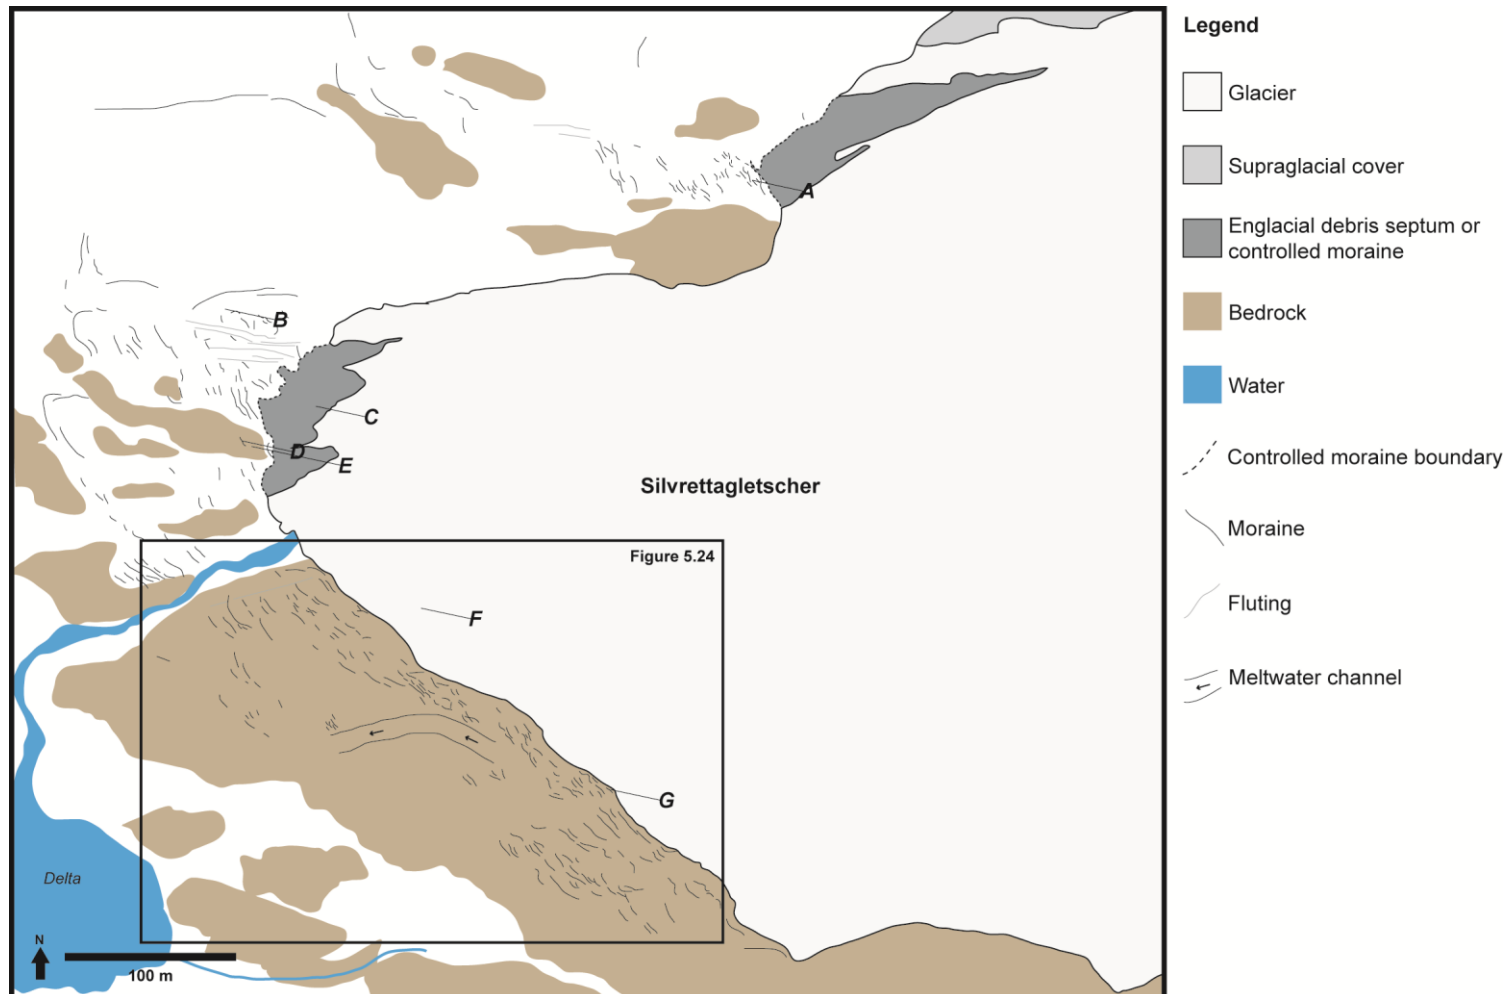 Legend
Glacier
Supraglacial cover
Englacial debris septum or
controlled moraine
Bedrock
Water
Controlled moraine boundary
Moraine
Fluting
Meltwater channel
A
B
C
D
E
Silvrettagletscher
Figure 5.24
F
G
Delta
N
100 m